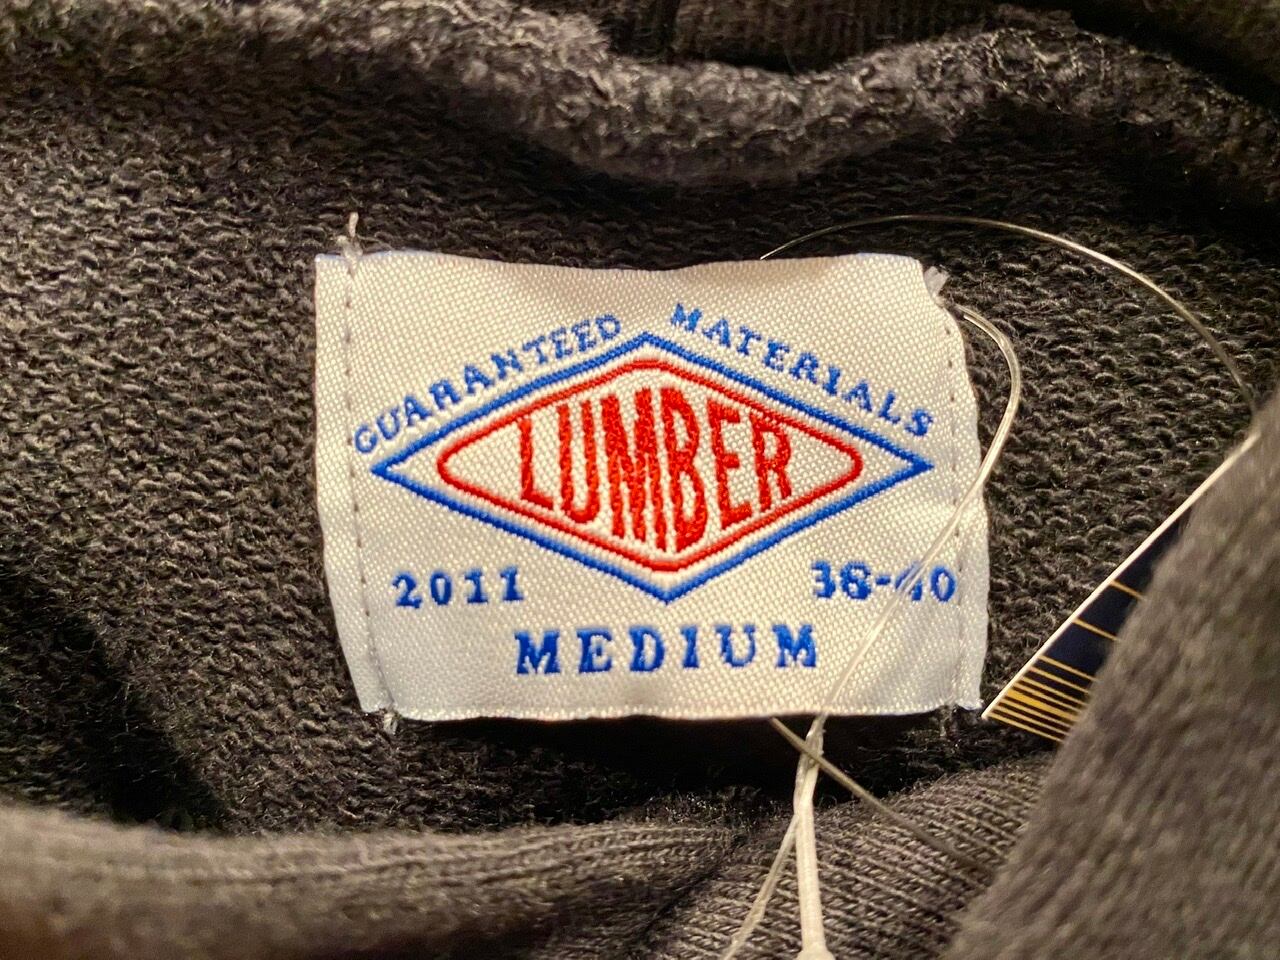 GUARANTEED MATERIALS
LUMBER
2011 38-40
MEDIUM